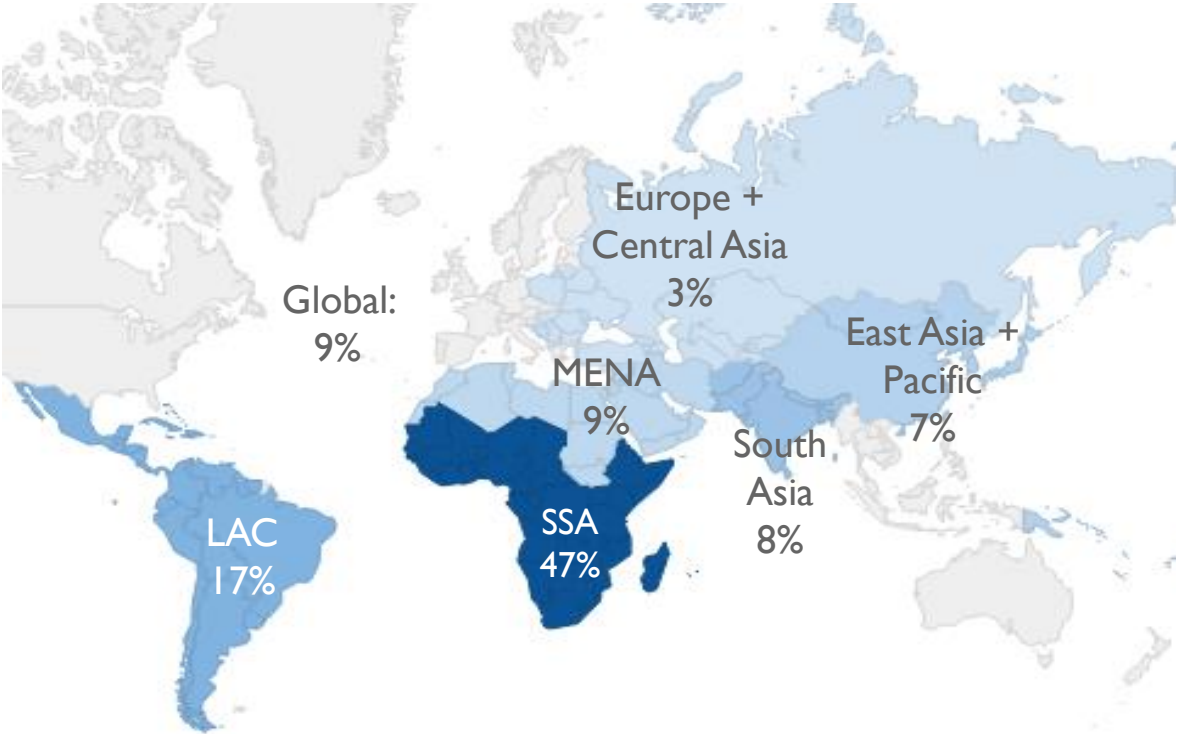 Europe +
Central Asia
3%
Global:
9%
East Asia +
Pacific
7%
MENA
9%
South
Asia
8%
LAC
17%
SSA
47%